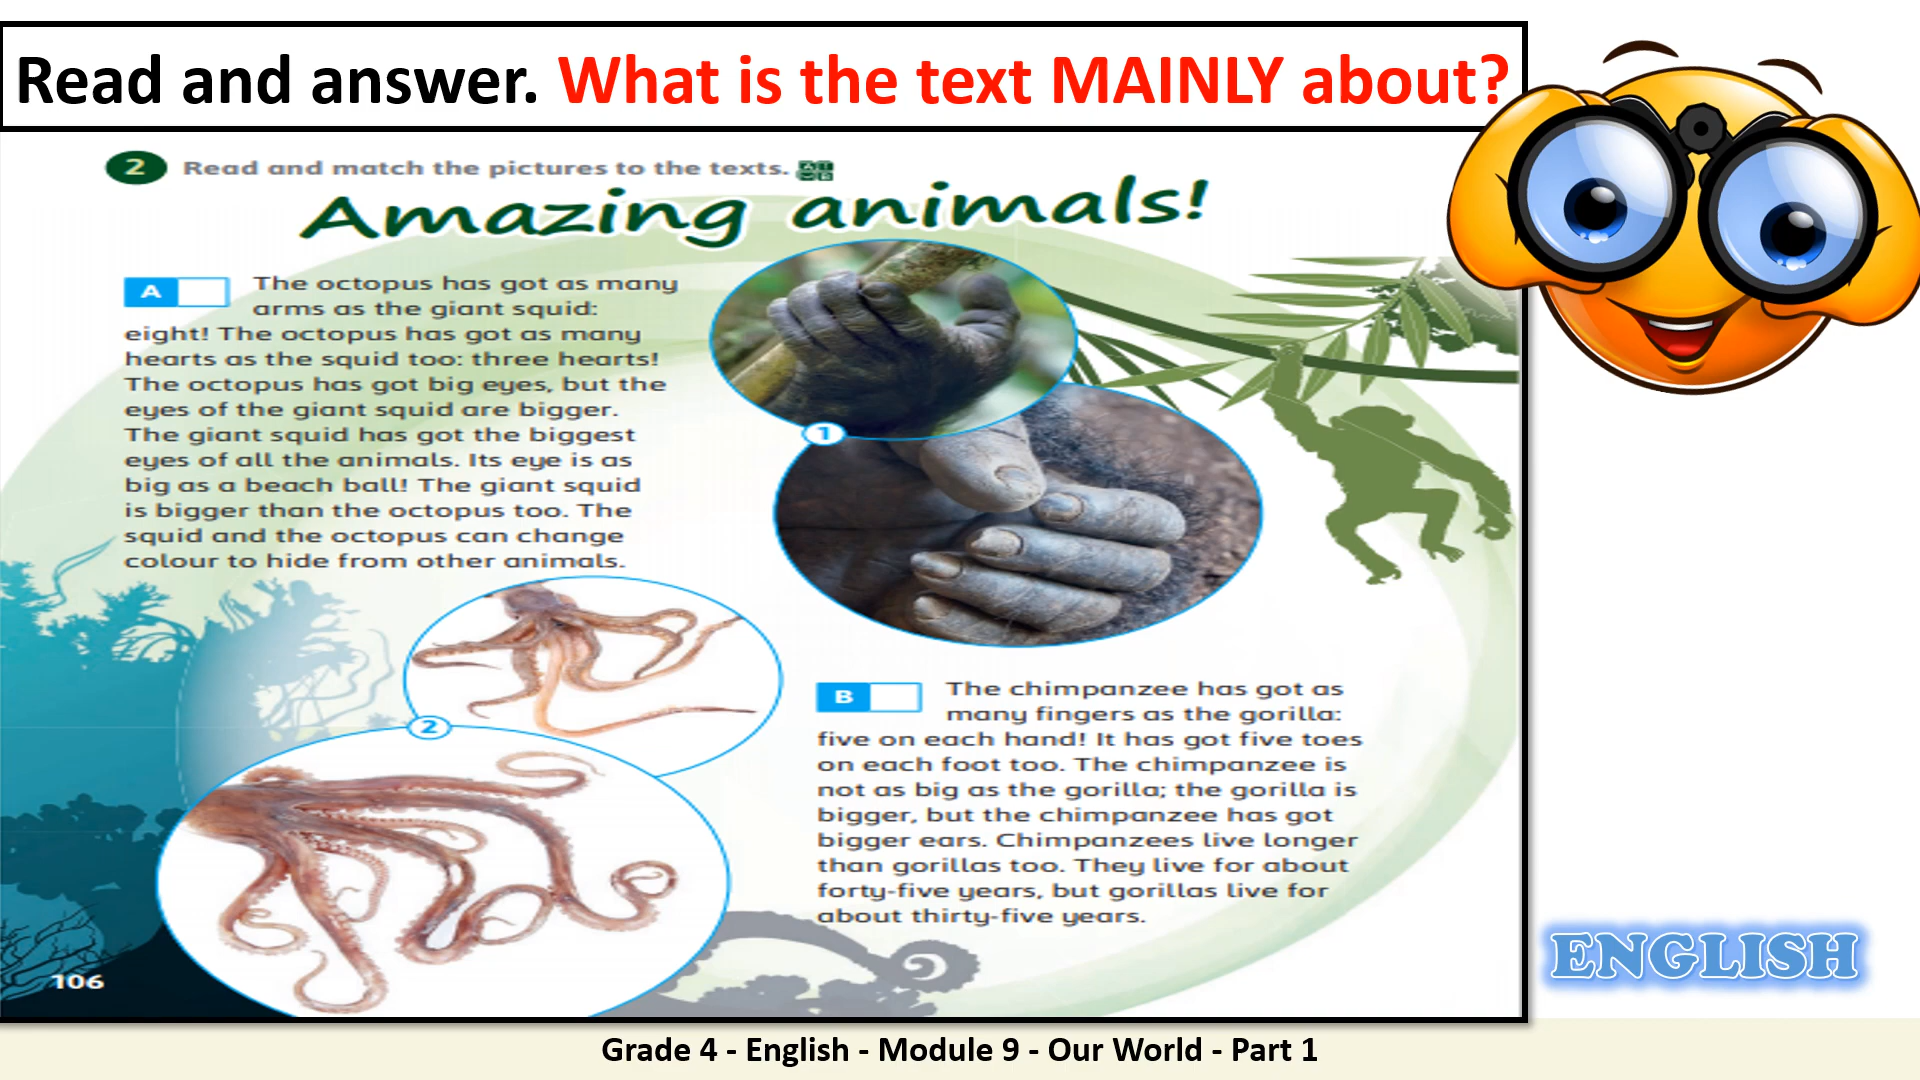 Read and answer. What is the text MAINLY about?
2 Read and match the pictures to the texts.
Amazing animals!
A
The octopus has got as many
arms as the giant squid:
eight! The octopus has got as many
hearts as the squid too: three hearts!
The octopus has got big eyes, but the
eyes of the giant squid are bigger.
The giant squid has got the biggest
eyes of all the animals. Its eye is as
big as a beach ball! The giant squid
is bigger than the octopus too. The
squid and the octopus can change
colour to hide from other animals.
1
2
B
The chimpanzee has got as
many fingers as the gorilla:
five on each hand! It has got five toes
on each foot too. The chimpanzee is
not as big as the gorilla; the gorilla is
bigger, but the chimpanzee has got
bigger ears. Chimpanzees live longer
than gorillas too. They live for about
forty-five years, but gorillas live for
about thirty-five years.
106
ENGLISH
Grade 4 - English - Module 9 - Our World - Part 1